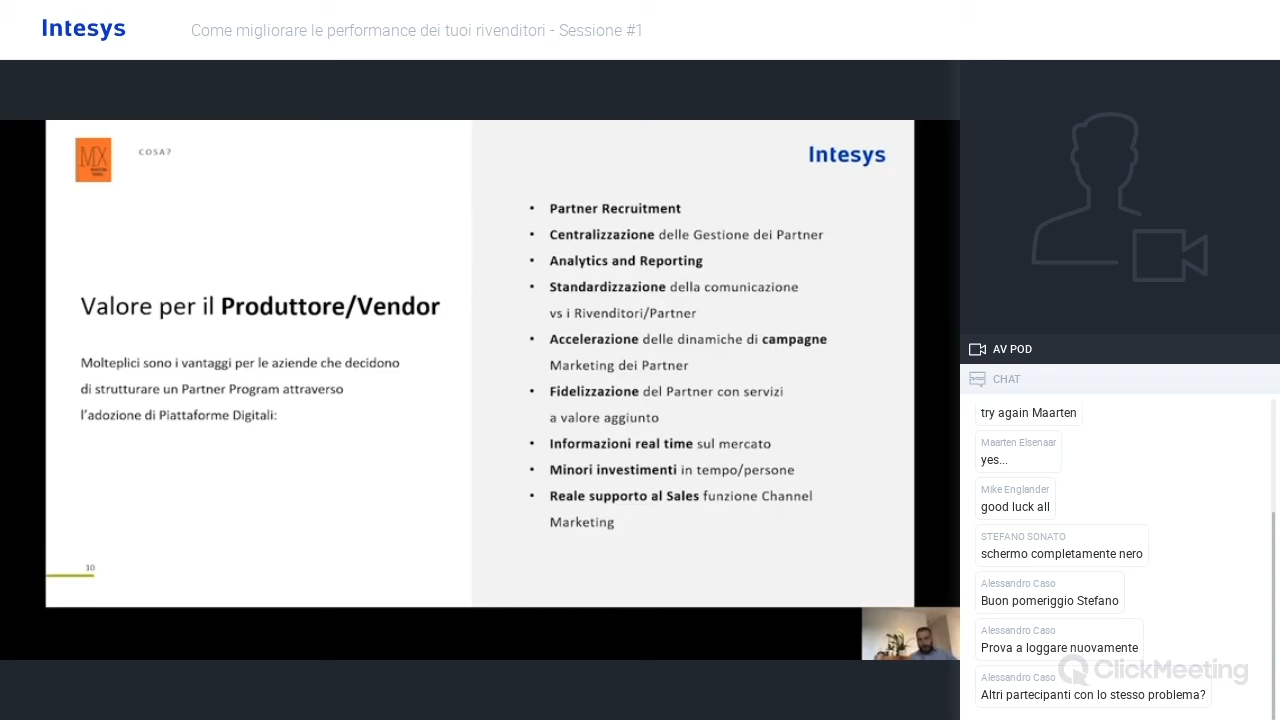 Intesys
Come migliorare le performance dei tuoi rivenditori - Sessione #1
MX
COSA?
Intesys
Valore per il Produttore/Vendor
Molteplici sono i vantaggi per le aziende che decidono
di strutturare un Partner Program attraverso
l'adozione di Piattaforme Digitali:
• Partner Recruitment
• Centralizzazione delle Gestione dei Partner
• Analytics and Reporting
• Standardizzazione della comunicazione
vs i Rivenditori/Partner
• Accelerazione delle dinamiche di campagne
Marketing dei Partner
• Fidelizzazione del Partner con servizi
a valore aggiunto
• Informazioni real time sul mercato
• Minori investimenti in tempo/persone
• Reale supporto al Sales funzione Channel
Marketing
10
AV POD
CHAT
try again Maarten
Maarten Elsenaar
yes...
Mike Englander
good luck all
STEFANO SONATO
schermo completamente nero
Alessandro Caso
Buon pomeriggio Stefano
Alessandro Caso
Prova a loggare nuovamente
Alessandro Caso
Altri partecipanti con lo stesso problema?
ClickMeeting